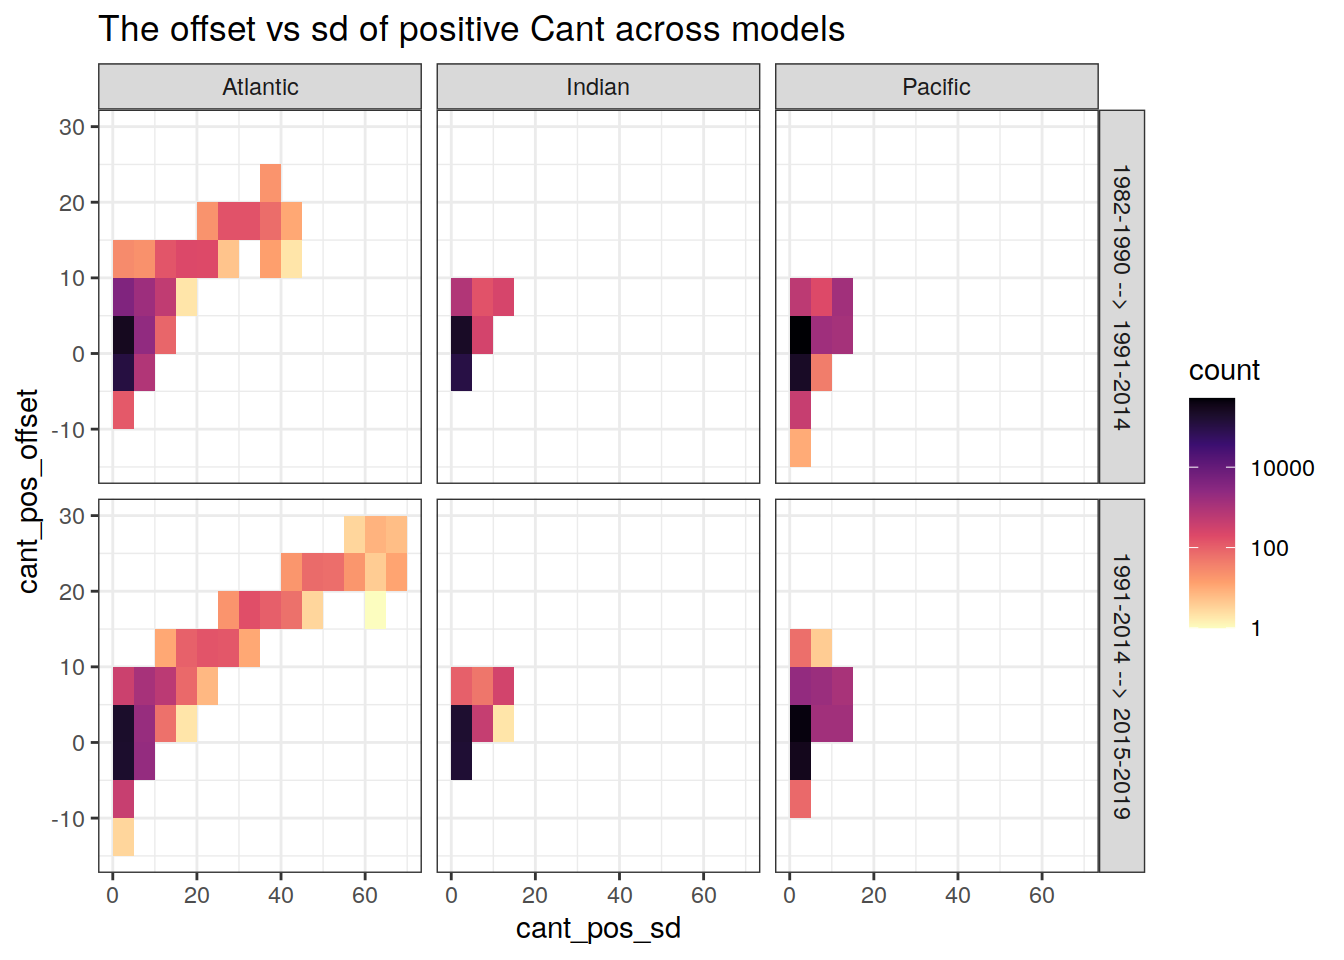 The offset vs sd of positive Cant across models
Atlantic
Indian
Pacific
30
20
10
0
-10
1982-1990 --> 1991-2014
30
20
10
0
-10
1991-2014 --> 2015-2019
0 20 40 60
0 20 40 60
0 20 40 60
cant_pos_sd
cant_pos_offset
count
10000
100
1